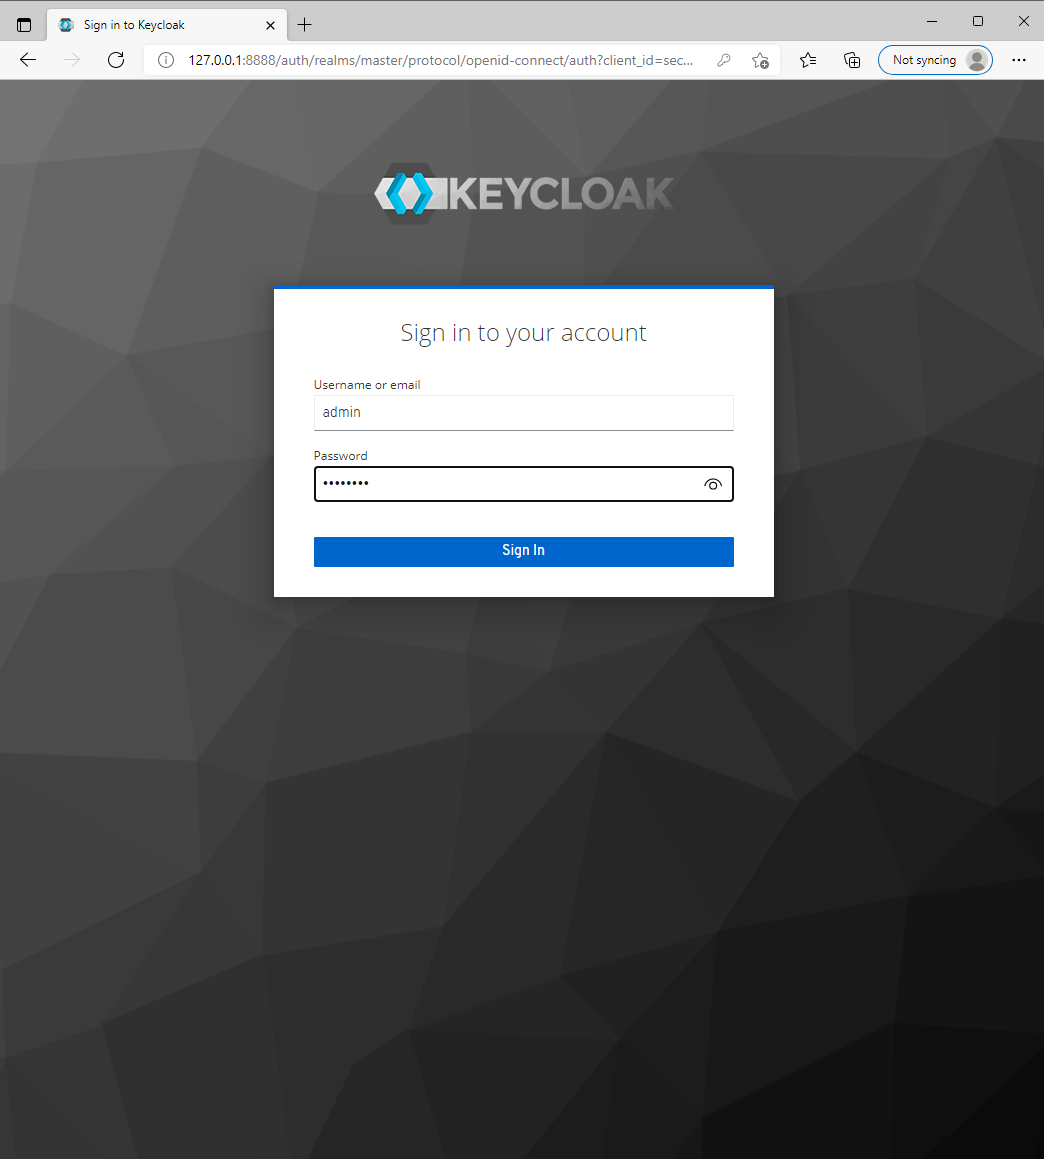 Sign in to Keycloak
127.0.0.1:8888/auth/realms/master/protocol/openid-connect/auth?client_id=sec...
Not syncing
KEYCLOAK
Sign in to your account
Username or email
admin
Password
••••••••
Sign In